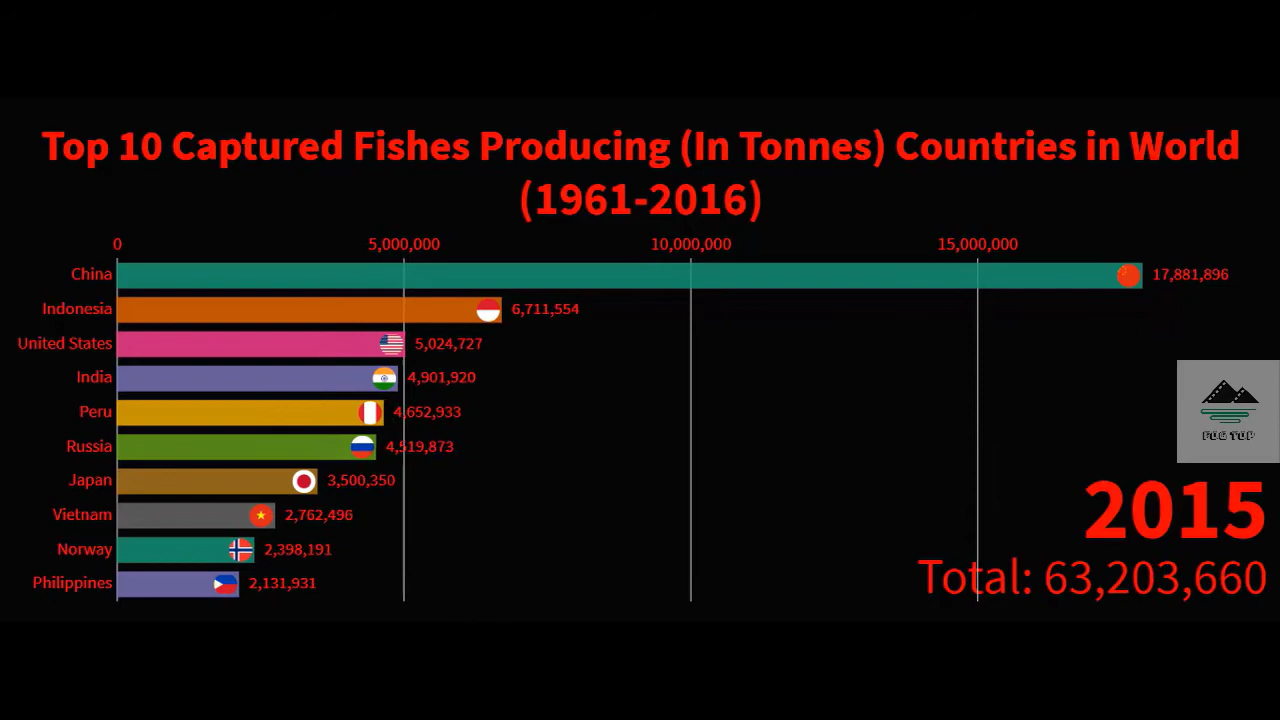 Top 10 Captured Fishes Producing (In Tonnes) Countries in World
(1961-2016)
0 5,000,000 10,000,000 15,000,000
China 17,881,896
Indonesia 6,711,554
United States 5,024,727
India 4,901,920
Peru 4,652,933
Russia 4,519,873
FOG TOP
Japan 3,500,350
2015
Vietnam 2,762,496
Norway 2,398,191
Total: 63,203,660
Philippines 2,131,931